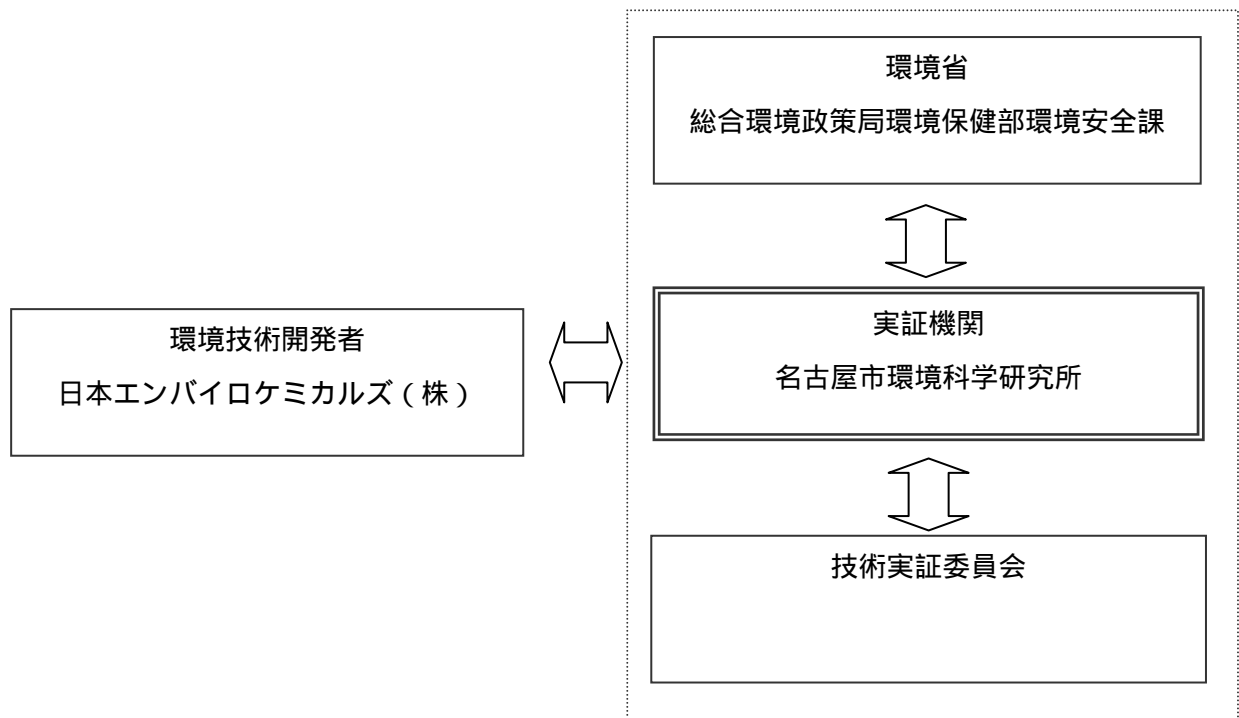 環境省
総合環境政策局環境保健部環境安全課
実証機関
名古屋市環境科学研究所
環境技術開発者
日本エンバイロケミカルズ(株)
技術実証委員会